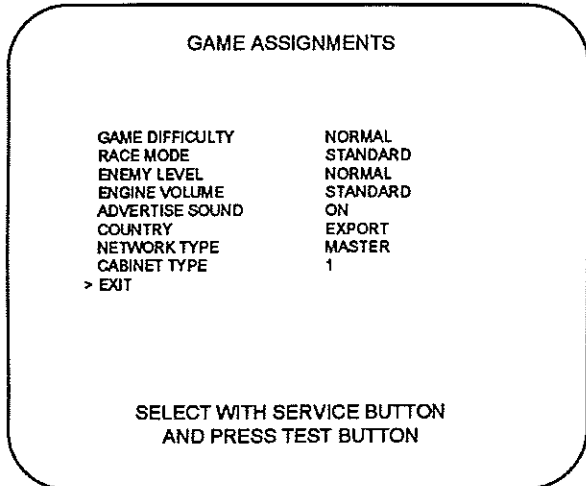 GAME ASSIGNMENTS
GAME DIFFICULTY NORMAL
RACE MODE STANDARD
ENEMY LEVEL NORMAL
ENGINE VOLUME STANDARD
ADVERTISE SOUND ON
COUNTRY EXPORT
NETWORK TYPE MASTER
CABINET TYPE 1
> EXIT
SELECT WITH SERVICE BUTTON
AND PRESS TEST BUTTON